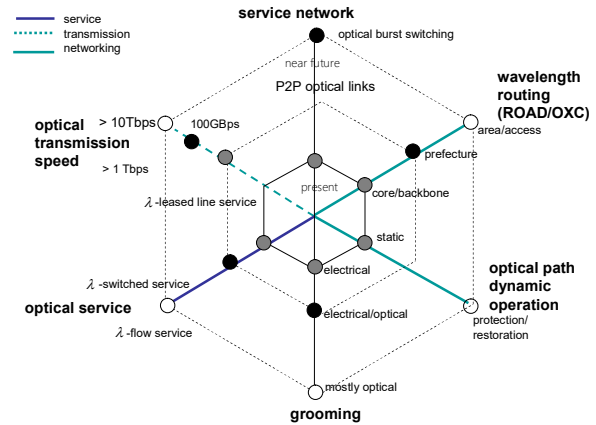 service network
service
transmission
networking
optical burst switching
near future
P2P optical links
wavelength
routing
(ROAD/OXC)
area/access
optical
transmission
speed
> 10Tbps
100GBps
prefecture
> 1 Tbps
present
core/backbone
λ-leased line service
static
λ-switched service
electrical
optical path
dynamic
operation
optical service
electrical/optical
protection/
restoration
λ-flow service
mostly optical
grooming